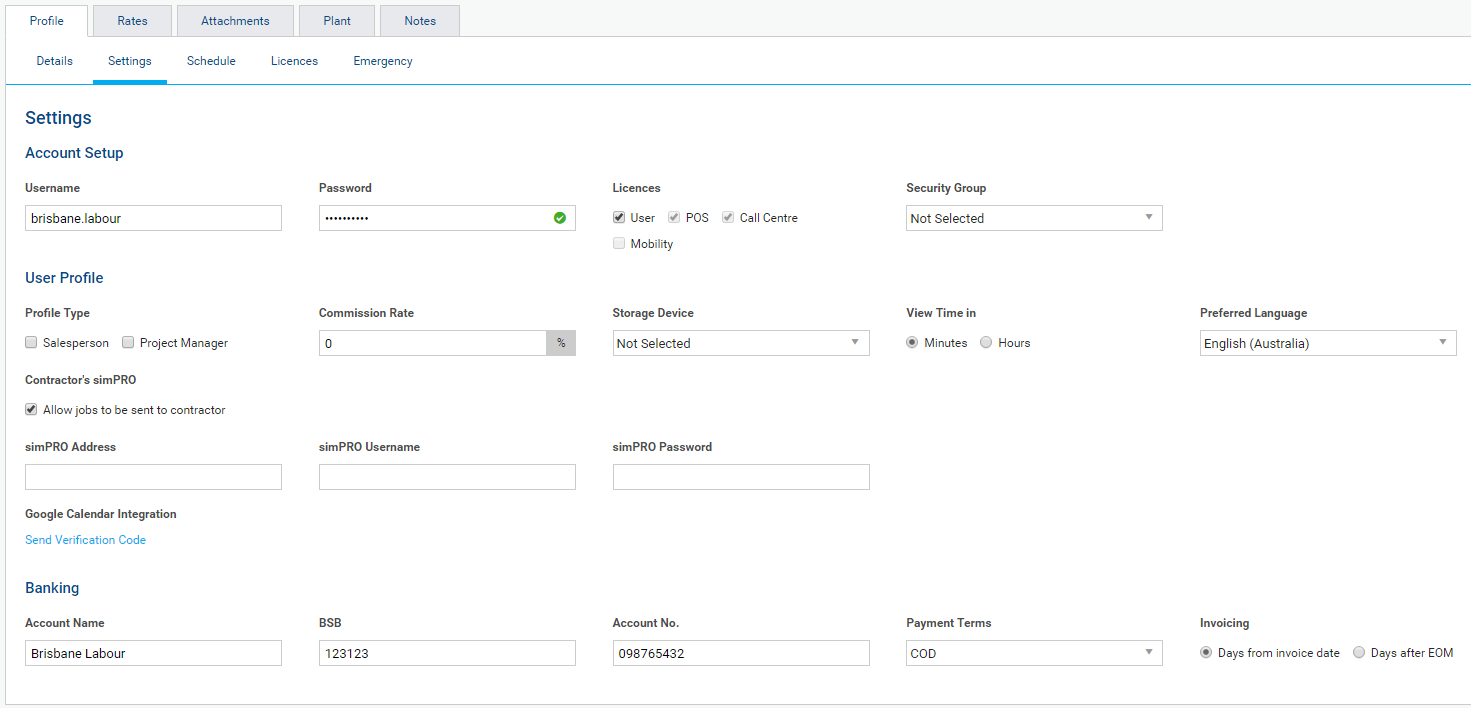 Profile Rates Attachments Plant Notes
Details Settings Schedule Licences Emergency
Settings
Account Setup
Username Password Licences Security Group
brisbane.labour •••••••••• User POS Call Centre Not Selected
Mobility
User Profile
Profile Type Commission Rate Storage Device View Time in Preferred Language
Salesperson Project Manager 0 % Not Selected Minutes Hours English (Australia)
Contractor's simPRO
Allow jobs to be sent to contractor
simPRO Address simPRO Username simPRO Password
Google Calendar Integration
Send Verification Code
Banking
Account Name BSB Account No. Payment Terms Invoicing
Brisbane Labour 123123 098765432 COD Days from invoice date Days after EOM